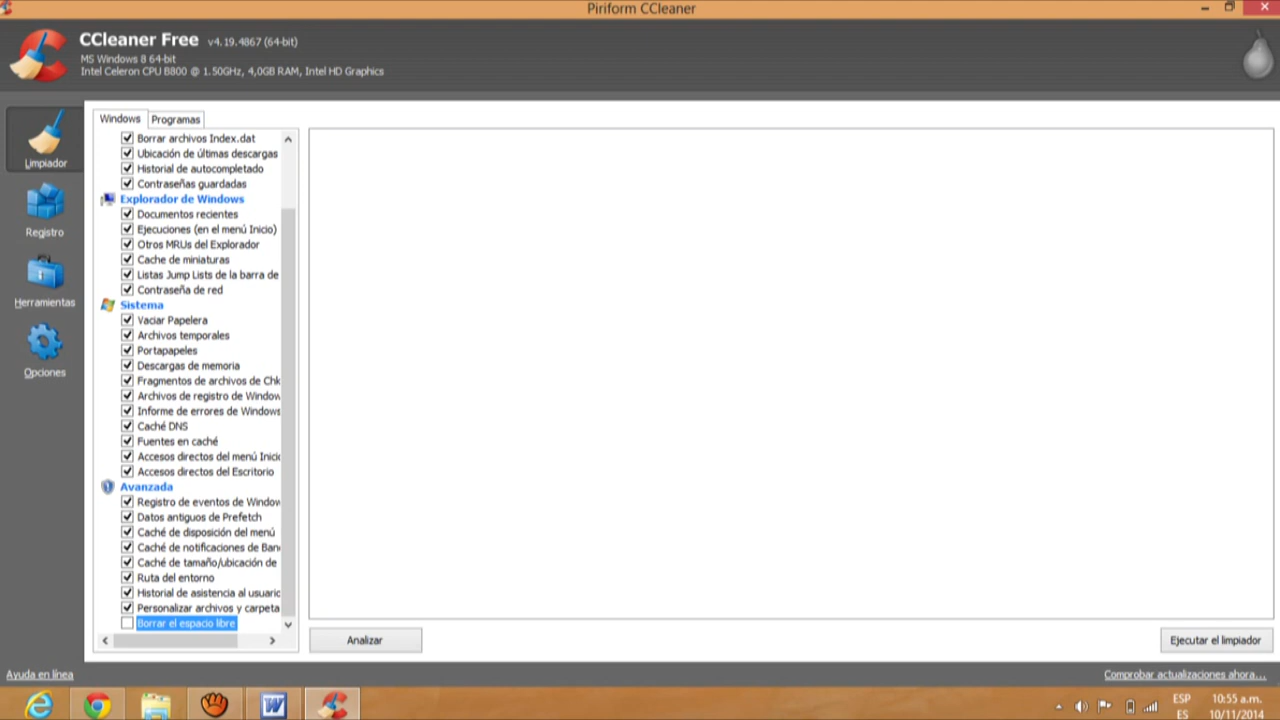 Piriform CCleaner
CCleaner Free v4.19.4867 (64-bit)
MS Windows 8 64-bit
Intel Celeron CPU B800 @ 1.50GHz, 4,0GB RAM, Intel HD Graphics
Limpiador
Registro
Herramientas
Opciones
Windows Programas
Borrar archivos Index.dat
Ubicación de últimas descargas
Historial de autocompletado
Contraseñas guardadas
Explorador de Windows
Documentos recientes
Ejecuciones (en el menú Inicio)
Otros MRUs del Explorador
Cache de miniaturas
Listas Jump Lists de la barra de
Contraseña de red
Sistema
Vaciar Papelera
Archivos temporales
Portapapeles
Descargas de memoria
Fragmentos de archivos de Chk
Archivos de registro de Window
Informe de errores de Windows
Caché DNS
Fuentes en caché
Accesos directos del menú Inici
Accesos directos del Escritorio
Avanzada
Registro de eventos de Window
Datos antiguos de Prefetch
Caché de disposición del menú
Caché de notificaciones de Ban
Caché de tamaño/ubicación de
Ruta del entorno
Historial de asistencia al usuario
Personalizar archivos y carpeta
Borrar el espacio libre
Analizar
Ejecutar el limpiador
Ayuda en línea
Comprobar actualizaciones ahora...
ESP
ES
10:55 a.m.
10/11/2014